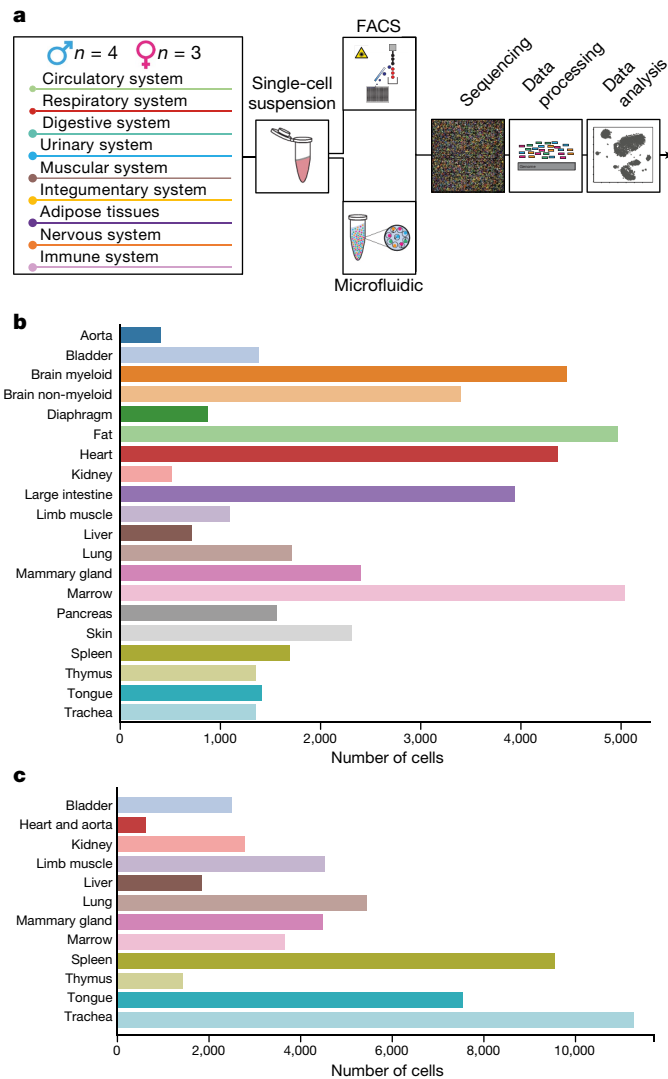 a
FACS
♂ n = 4 ♀ n = 3
Circulatory system
Respiratory system
Digestive system
Urinary system
Muscular system
Integumentary system
Adipose tissues
Nervous system
Immune system
Single-cell
suspension
Microfluidic
Sequencing
Data
processing
Data
analysis
b
Aorta
Bladder
Brain myeloid
Brain non-myeloid
Diaphragm
Fat
Heart
Kidney
Large intestine
Limb muscle
Liver
Lung
Mammary gland
Marrow
Pancreas
Skin
Spleen
Thymus
Tongue
Trachea
0 1,000 2,000 3,000 4,000 5,000
Number of cells
c
Bladder
Heart and aorta
Kidney
Limb muscle
Liver
Lung
Mammary gland
Marrow
Spleen
Thymus
Tongue
Trachea
0 2,000 4,000 6,000 8,000 10,000
Number of cells